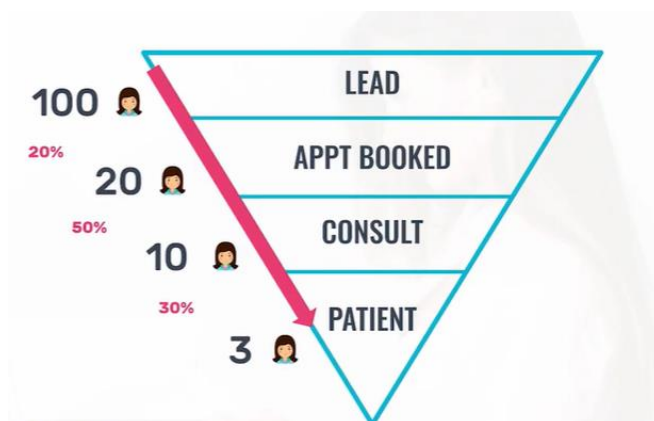 LEAD
100
20%
APPT BOOKED
20
50%
CONSULT
10
30%
PATIENT
3